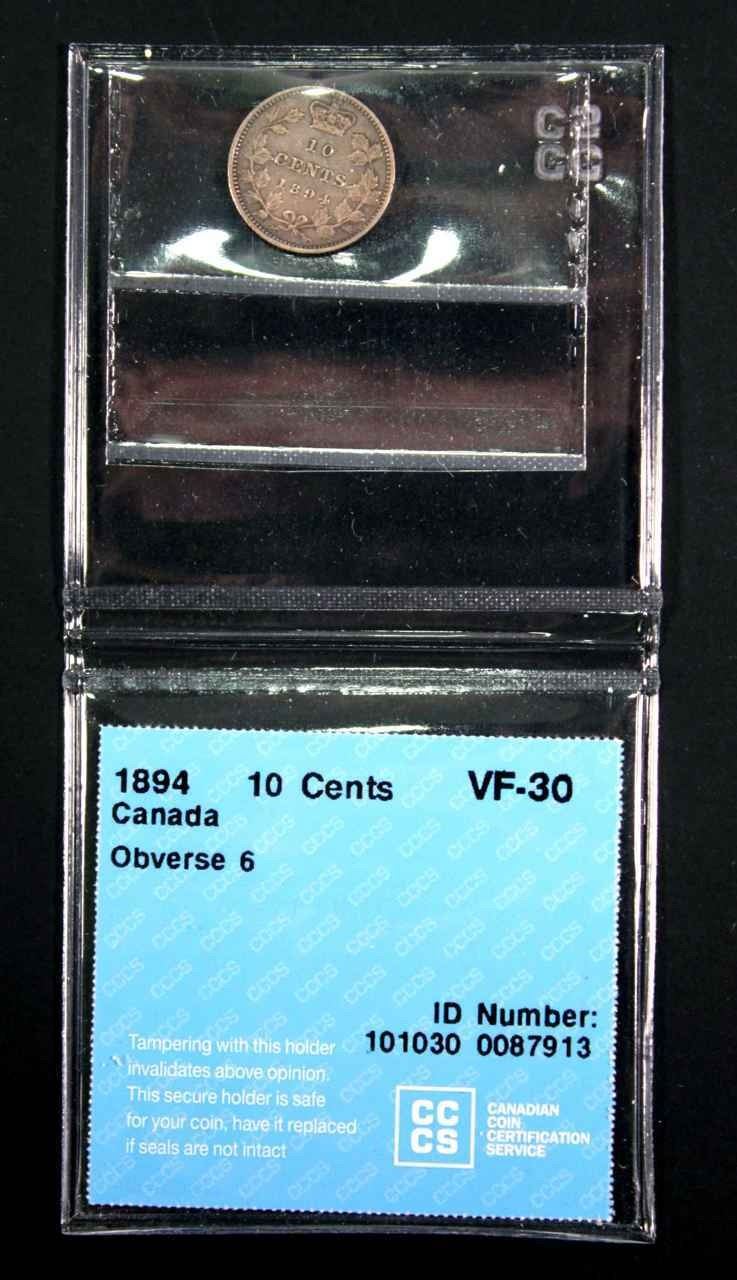 10
CENTS
1894
CC
CS
1894 10 Cents VF-30
Canada
Obverse 6
ID Number:
101030 0087913
Tampering with this holder
invalidates above opinion.
This secure holder is safe
for your coin, have it replaced
if seals are not intact
CC
CS
CANADIAN
COIN
CERTIFICATION
SERVICE